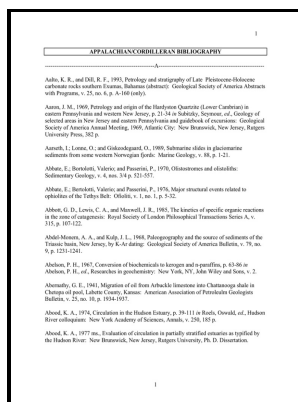 1
APPALACHIAN/CORDILLERAN BIBLIOGRAPHY
----------A----------
Aalto, K. R., and Dill, R. F., 1993, Petrology and stratigraphy of Late Pleistocene-Holocene
carbonate rocks southern Exumas, Bahamas (abstract): Geological Society of America Abstracts
with Programs, v. 25, no. 6, p. A-160 (only).
Aaron, J. M., 1969, Petrology and origin of the Hardyston Quartzite (Lower Cambrian) in
eastern Pennsylvania and western New Jersey, p. 21-34 in Subitzky, Seymour, ed., Geology of
selected areas in New Jersey and eastern Pennsylvania and guidebook of excursions: Geological
Society of America Annual Meeting, 1969, Atlantic City: New Brunswick, New Jersey, Rutgers
University Press, 382 p.
Aarseth, I.; Lonne, O.; and Giskeodgaard, O., 1989, Submarine slides in glaciomarine
sediments from some western Norwegian fjords: Marine Geology, v. 88, p. 1-21.
Abbate, E.; Bortolotti, Valerio; and Passerini, P., 1970, Olistostromes and olistoliths:
Sedimentary Geology, v. 4, nos. 3/4 p. 521-557.
Abbate, E.; Bortolotti, Valerio; and Passerini, P., 1976, Major structural events related to
ophiolites of the Tethys Belt: Ofioliti, v. 1, no. 1, p. 5-32.
Abbott, G. D., Lewis, C. A., and Maxwell, J. R., 1985, The kinetics of specific organic reactions
in the zone of catagenesis: Royal Society of London Philosophical Transactions Series A, v.
315, p. 107-122.
Abdel-Monem, A. A., and Kulp, J. L., 1968, Paleogeography and the source of sediments of the
Triassic basin, New Jersey, by K-Ar dating: Geological Society of America Bulletin, v. 79, no.
9, p. 1231-1241.
Abelson, P. H., 1967, Conversion of biochemicals to kerogen and n-paraffins, p. 63-86 in
Abelson, P. H., ed., Researches in geochemistry: New York, NY, John Wiley and Sons, v. 2.
Abernathy, G. E., 1941, Migration of oil from Arbuckle limestone into Chattanooga shale in
Chetopa oil pool, Labette County, Kansas: American Association of Petroleum Geologists
Bulletin, v. 25, no. 10, p. 1934-1937.
Abood, K. A., 1974, Circulation in the Hudson Estuary, p. 39-111 in Roels, Oswald, ed., Hudson
River colloquium: New York Academy of Sciences, Annals, v. 250, 185 p.
Abood, K. A., 1977 ms., Evaluation of circulation in partially stratified estuaries as typified by
the Hudson River: New Brunswick, New Jersey, Rutgers University, Ph. D. Dissertation.
1